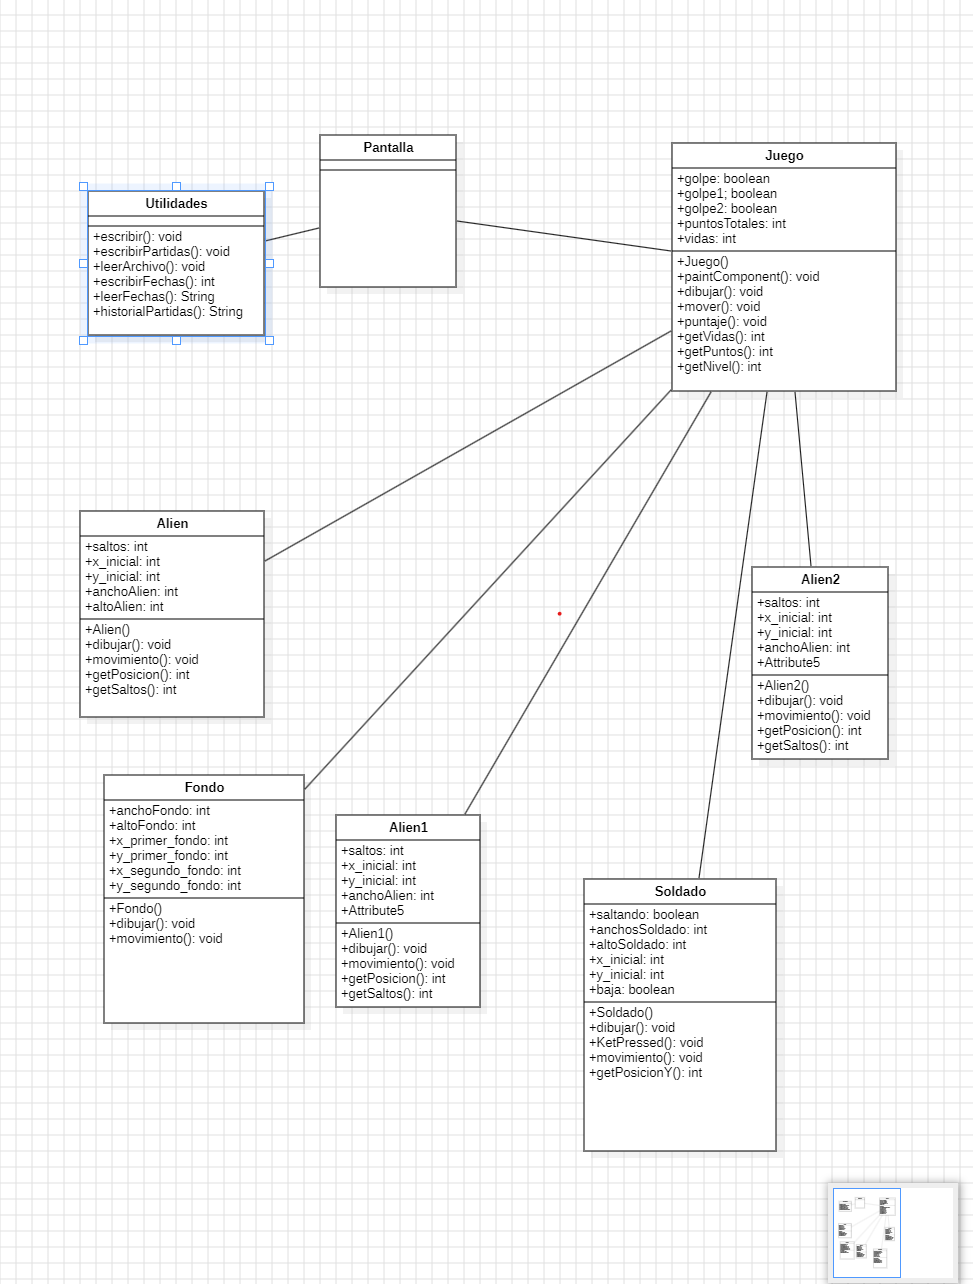 Pantalla
Juego
+golpe: boolean
+golpe1; boolean
+golpe2: boolean
+puntosTotales: int
+vidas: int
+Juego()
+paintComponent(): void
+dibujar(): void
+mover(): void
+puntaje(): void
+getVidas(): int
+getPuntos(): int
+getNivel(): int
Utilidades
+escribir(): void
+escribirPartidas(): void
+leerArchivo(): void
+escribirFechas(): int
+leerFechas(): String
+historialPartidas(): String
Alien
+saltos: int
+x_inicial: int
+y_inicial: int
+anchoAlien: int
+altoAlien: int
+Alien()
+dibujar(): void
+movimiento(): void
+getPosicion(): int
+getSaltos(): int
Alien2
+saltos: int
+x_inicial: int
+y_inicial: int
+anchoAlien: int
+Attribute5
+Alien2()
+dibujar(): void
+movimiento(): void
+getPosicion(): int
+getSaltos(): int
Fondo
+anchoFondo: int
+altoFondo: int
+x_primer_fondo: int
+y_primer_fondo: int
+x_segundo_fondo: int
+y_segundo_fondo: int
+Fondo()
+dibujar(): void
+movimiento(): void
Alien1
+saltos: int
+x_inicial: int
+y_inicial: int
+anchoAlien: int
+Attribute5
+Alien1()
+dibujar(): void
+movimiento(): void
+getPosicion(): int
+getSaltos(): int
Soldado
+saltando: boolean
+anchosSoldado: int
+altoSoldado: int
+x_inicial: int
+y_inicial: int
+baja: boolean
+Soldado()
+dibujar(): void
+KetPressed(): void
+movimiento(): void
+getPosicionY(): int